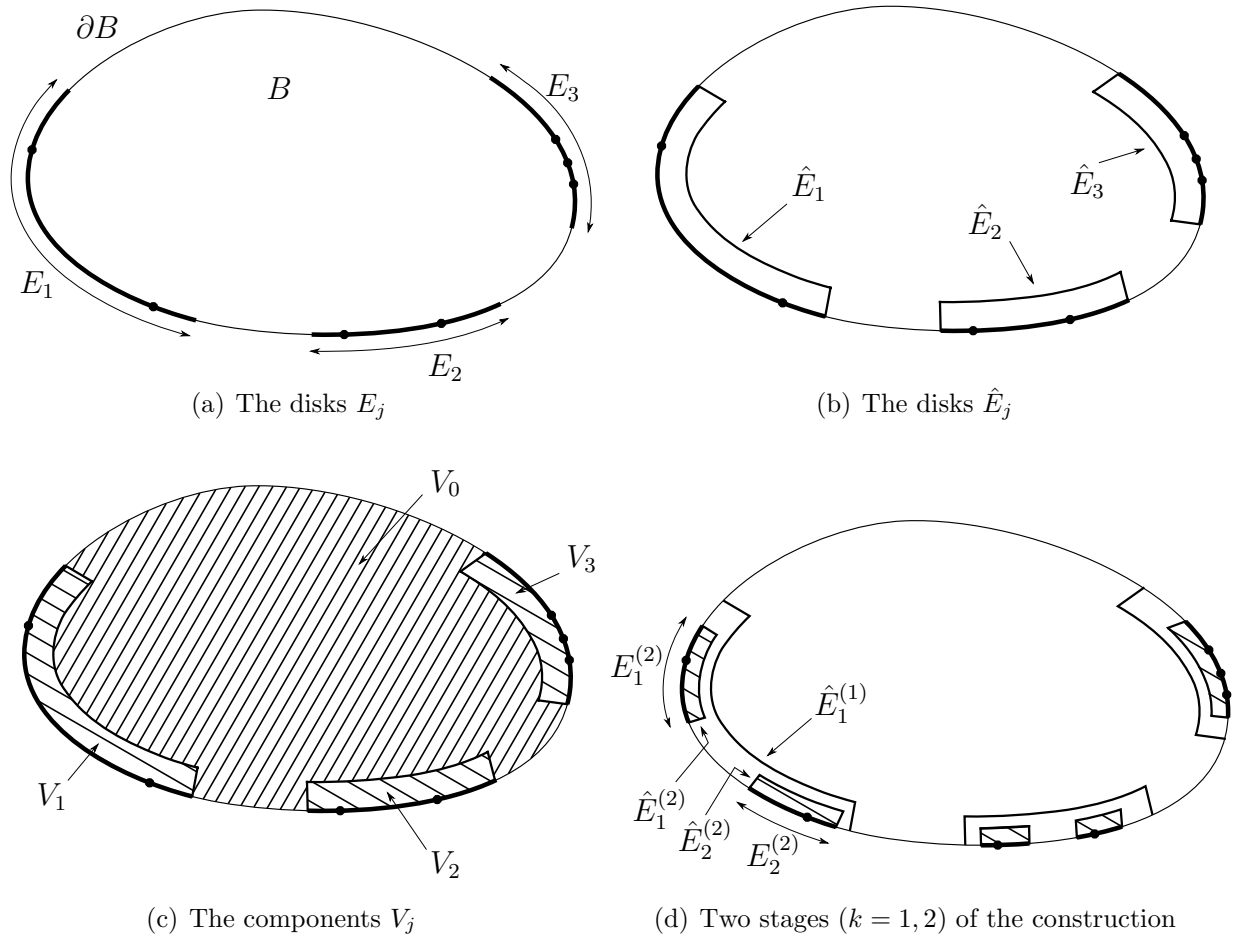 ∂B
B
E₃
E₁
E₂
(a) The disks Eⱼ
Ê₁
Ê₂
Ê₃
(b) The disks Êⱼ
V₀
V₃
V₁
V₂
(c) The components Vⱼ
E₁⁽²⁾
Ê₁⁽¹⁾
Ê₁⁽²⁾
Ê₂⁽²⁾
E₂⁽²⁾
(d) Two stages (k = 1, 2) of the construction